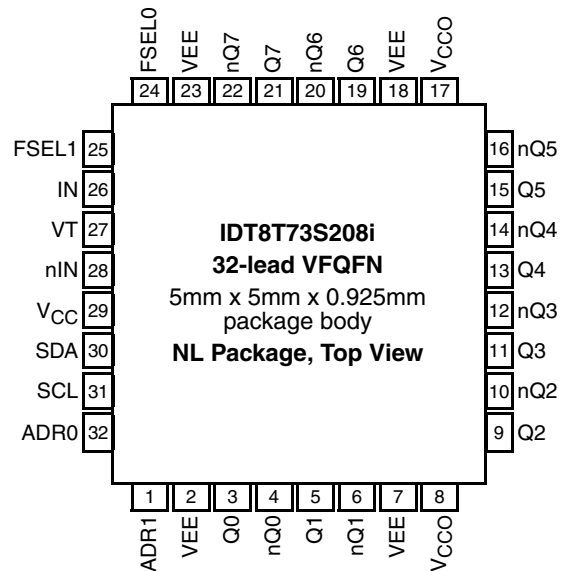 FSEL0
VEE
nQ7
Q7
nQ6
Q6
VEE
VCCO
24 23 22 21 20 19 18 17
FSEL1 25
IN 26
VT 27
nIN 28
VCC 29
SDA 30
SCL 31
ADR0 32
IDT8T73S208i
32-lead VFQFN
5mm x 5mm x 0.925mm
package body
NL Package, Top View
16 nQ5
15 Q5
14 nQ4
13 Q4
12 nQ3
11 Q3
10 nQ2
9 Q2
1 2 3 4 5 6 7 8
ADR1
VEE
Q0
nQ0
Q1
nQ1
VEE
VCCO